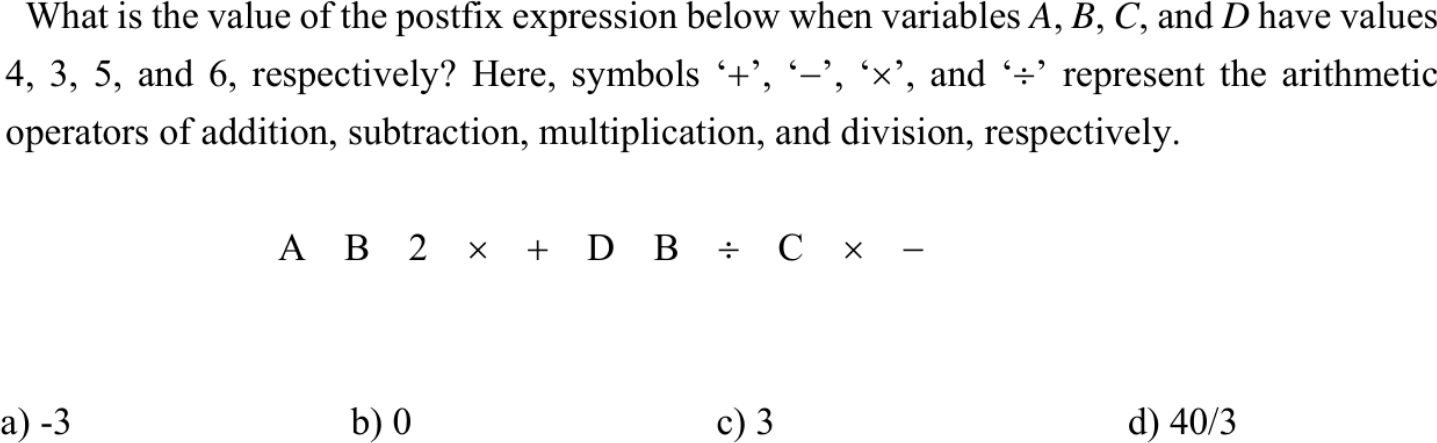 What is the value of the postfix expression below when variables A, B, C, and D have values
4, 3, 5, and 6, respectively? Here, symbols ‘+’, ‘−’, ‘×’, and ‘÷’ represent the arithmetic
operators of addition, subtraction, multiplication, and division, respectively.
A B 2 × + D B ÷ C × −
a) -3 b) 0 c) 3 d) 40/3